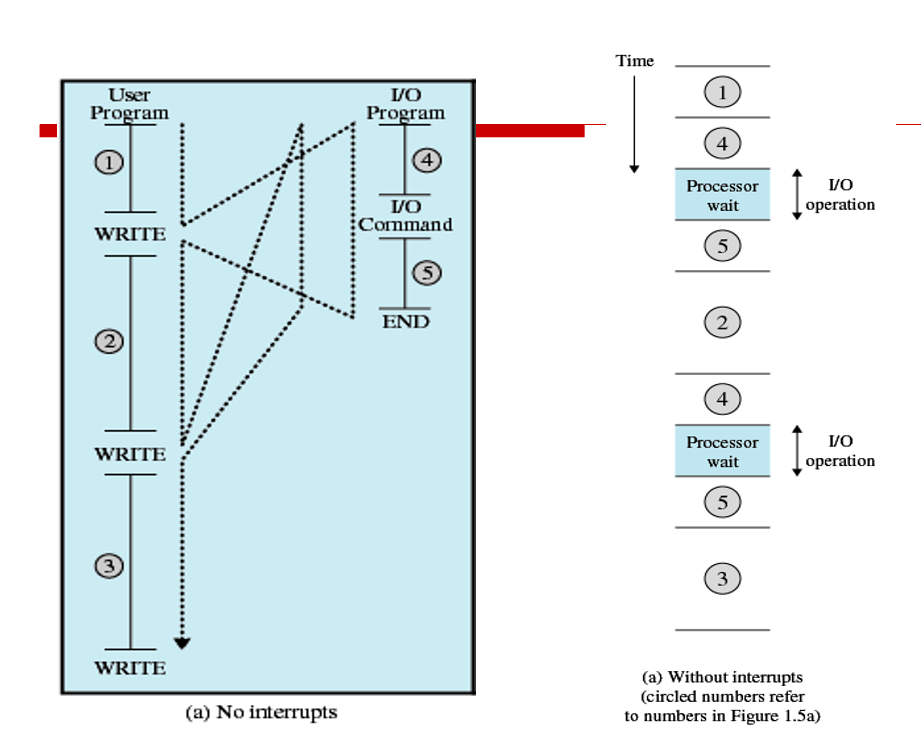 User
Program
1
WRITE
2
WRITE
3
WRITE
I/O
Program
4
I/O
Command
5
END
(a) No interrupts
Time
1
4
Processor
wait
I/O
operation
5
2
4
Processor
wait
I/O
operation
5
3
(a) Without interrupts
(circled numbers refer
to numbers in Figure 1.5a)